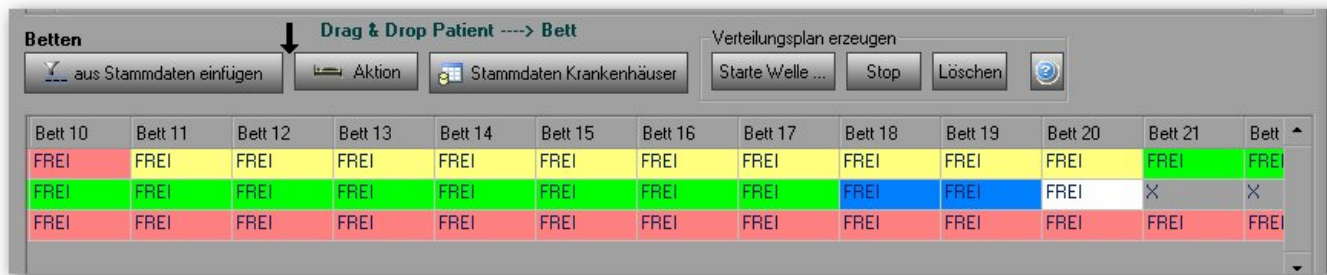 Betten
Drag & Drop Patient ----> Bett
Verteilungsplan erzeugen
aus Stammdaten einfügen Aktion Stammdaten Krankenhäuser Starte Welle ... Stop Löschen
Bett 10 Bett 11 Bett 12 Bett 13 Bett 14 Bett 15 Bett 16 Bett 17 Bett 18 Bett 19 Bett 20 Bett 21 Bett
FREI FREI FREI FREI FREI FREI FREI FREI FREI FREI FREI FREI FREI
FREI FREI FREI FREI FREI FREI FREI FREI FREI FREI FREI X X
FREI FREI FREI FREI FREI FREI FREI FREI FREI FREI FREI FREI FREI